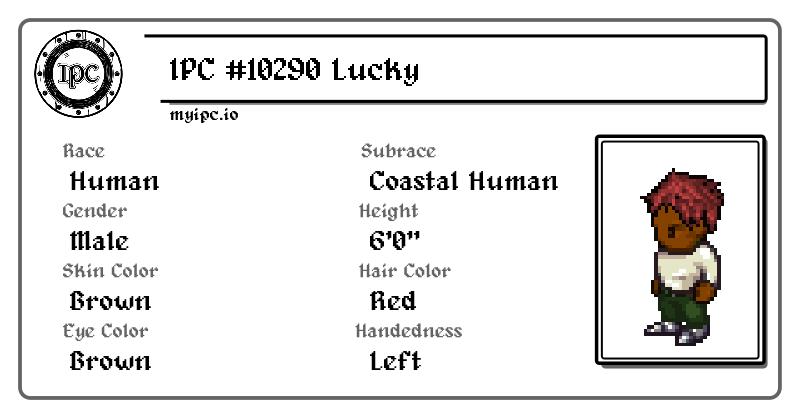 IPC
IPC #10290 Lucky
myipc.io
Race
Human
Subrace
Coastal Human
Gender
Male
Height
6'0"
Skin Color
Brown
Hair Color
Red
Eye Color
Brown
Handedness
Left